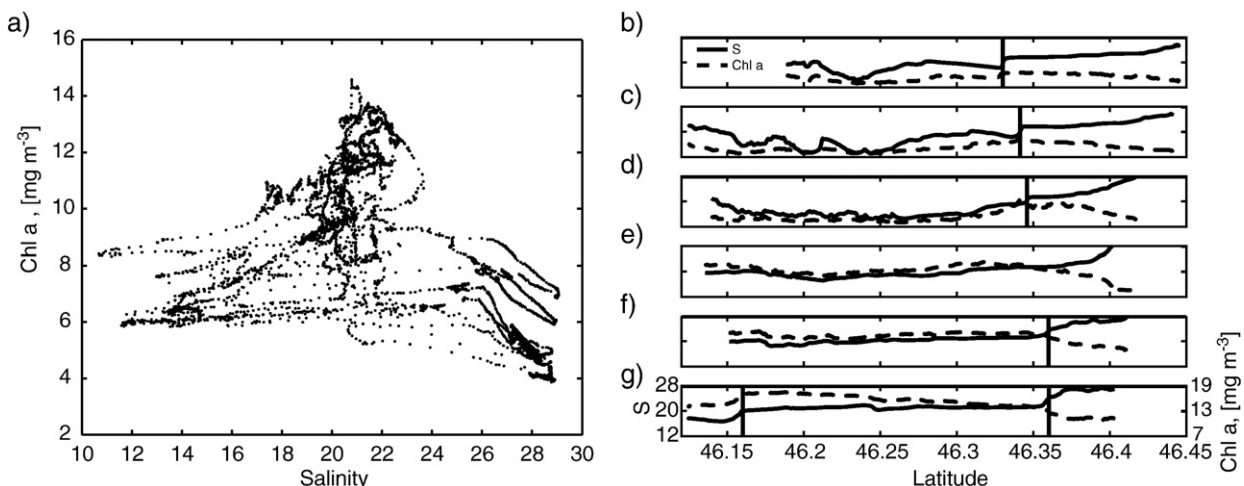 a)
16
14
12
10
8
6
4
2
Chl a , [mg m-3]
10 12 14 16 18 20 22 24 26 28 30
Salinity
b)
S
Chl a
c)
d)
e)
f)
g)
28
20
12
S
19
13
7
Chl a, [mg m-3]
46.15 46.2 46.25 46.3 46.35 46.4 46.45
Latitude